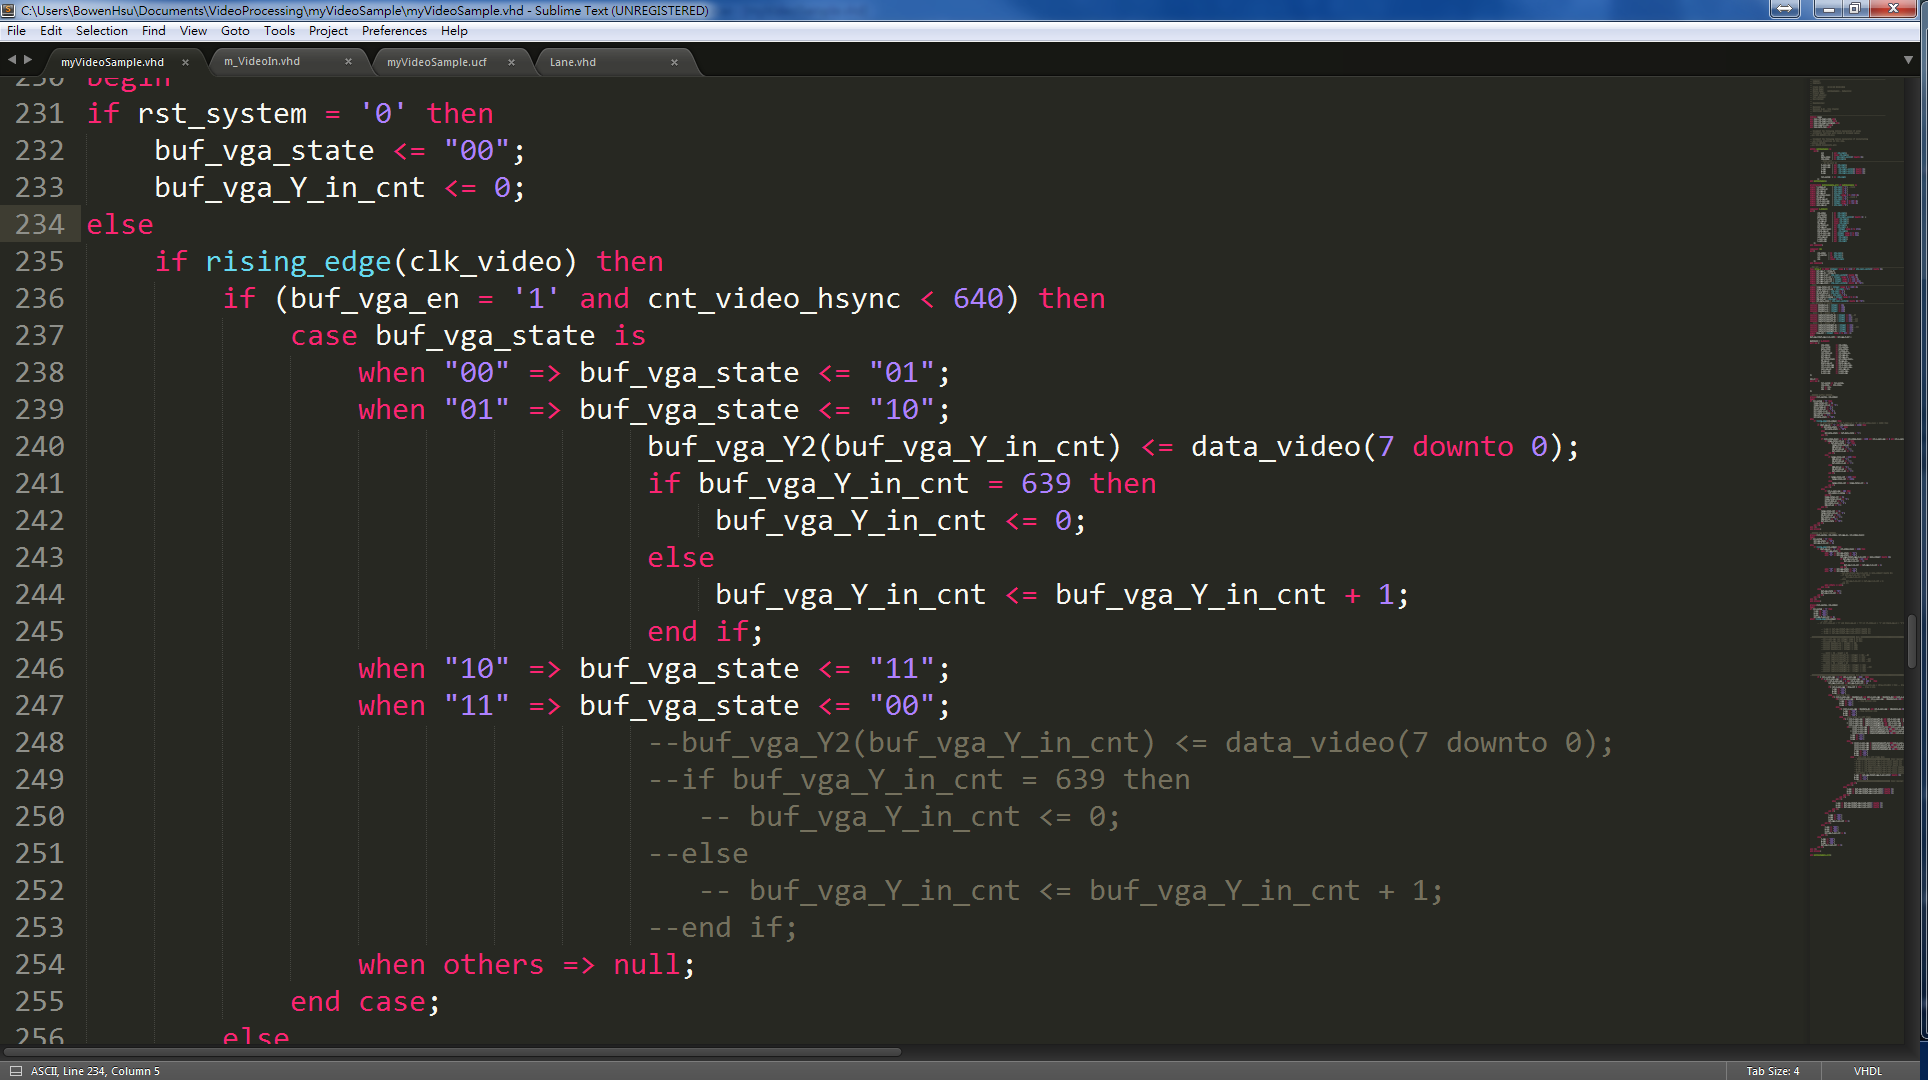 C:\Users\BowenHsu\Documents\VideoProcessing\myVideoSample\myVideoSample.vhd - Sublime Text (UNREGISTERED)
File Edit Selection Find View Goto Tools Project Preferences Help
myVideoSample.vhd × m_VideoIn.vhd × myVideoSample.ucf × Lane.vhd ×
230 begin
231 if rst_system = '0' then
232     buf_vga_state <= "00";
233     buf_vga_Y_in_cnt <= 0;
234 else
235     if rising_edge(clk_video) then
236         if (buf_vga_en = '1' and cnt_video_hsync < 640) then
237             case buf_vga_state is
238                 when "00" => buf_vga_state <= "01";
239                 when "01" => buf_vga_state <= "10";
240                                  buf_vga_Y2(buf_vga_Y_in_cnt) <= data_video(7 downto 0);
241                                  if buf_vga_Y_in_cnt = 639 then
242                                      buf_vga_Y_in_cnt <= 0;
243                                  else
244                                      buf_vga_Y_in_cnt <= buf_vga_Y_in_cnt + 1;
245                                  end if;
246                 when "10" => buf_vga_state <= "11";
247                 when "11" => buf_vga_state <= "00";
248                                  --buf_vga_Y2(buf_vga_Y_in_cnt) <= data_video(7 downto 0);
249                                  --if buf_vga_Y_in_cnt = 639 then
250                                     -- buf_vga_Y_in_cnt <= 0;
251                                  --else
252                                     -- buf_vga_Y_in_cnt <= buf_vga_Y_in_cnt + 1;
253                                  --end if;
254                 when others => null;
255             end case;
256         else
ASCII, Line 234, Column 5 Tab Size: 4 VHDL